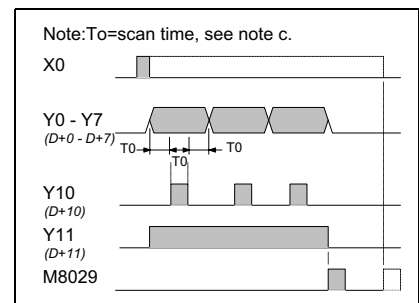 Note:To=scan time, see note c.
X0
Y0 - Y7
(D+0 - D+7)
T0
T0
T0
Y10
(D+10)
Y11
(D+11)
M8029